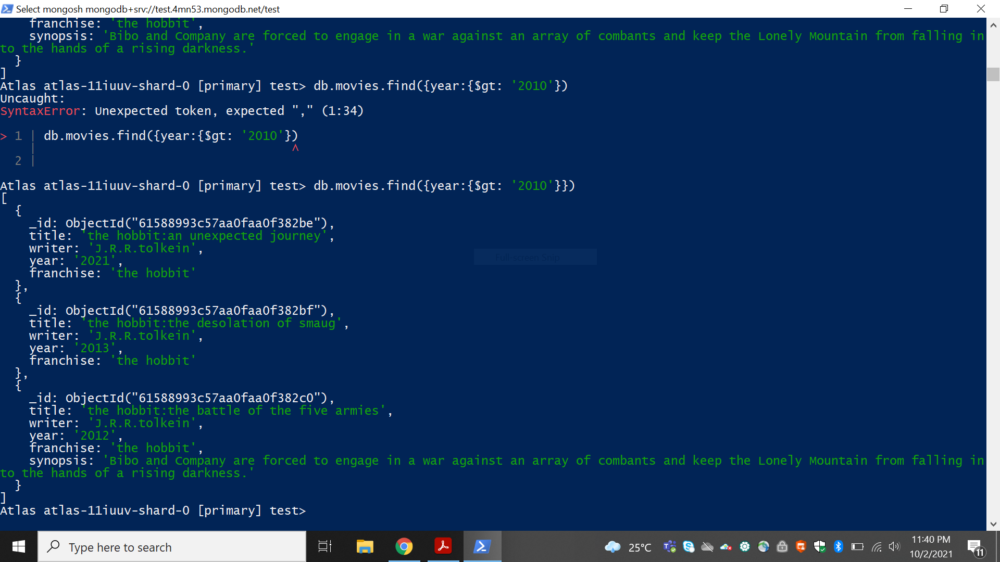 Select mongosh mongodb+srv://test.4mn53.mongodb.net/test
franchise: 'the hobbit',
synopsis: 'Bibo and Company are forced to engage in a war against an array of combants and keep the Lonely Mountain from falling in
to the hands of a rising darkness.'
}
]
Atlas atlas-11iuuv-shard-0 [primary] test> db.movies.find({year:{$gt: '2010'})
Uncaught:
SyntaxError: Unexpected token, expected "," (1:34)
> 1 | db.movies.find({year:{$gt: '2010'})
| ^
2 |
Atlas atlas-11iuuv-shard-0 [primary] test> db.movies.find({year:{$gt: '2010'}})
[
{
_id: ObjectId("61588993c57aa0faa0f382be"),
title: 'the hobbit:an unexpected journey',
writer: 'J.R.R.tolkein',
year: '2021',
franchise: 'the hobbit'
},
{
_id: ObjectId("61588993c57aa0faa0f382bf"),
title: 'the hobbit:the desolation of smaug',
writer: 'J.R.R.tolkein',
year: '2013',
franchise: 'the hobbit'
},
{
_id: ObjectId("61588993c57aa0faa0f382c0"),
title: 'the hobbit:the battle of the five armies',
writer: 'J.R.R.tolkein',
year: '2012',
franchise: 'the hobbit',
synopsis: 'Bibo and Company are forced to engage in a war against an array of combants and keep the Lonely Mountain from falling in
to the hands of a rising darkness.'
}
]
Atlas atlas-11iuuv-shard-0 [primary] test>
Full-screen Snip
Type here to search
25°C
11:40 PM
10/2/2021
11